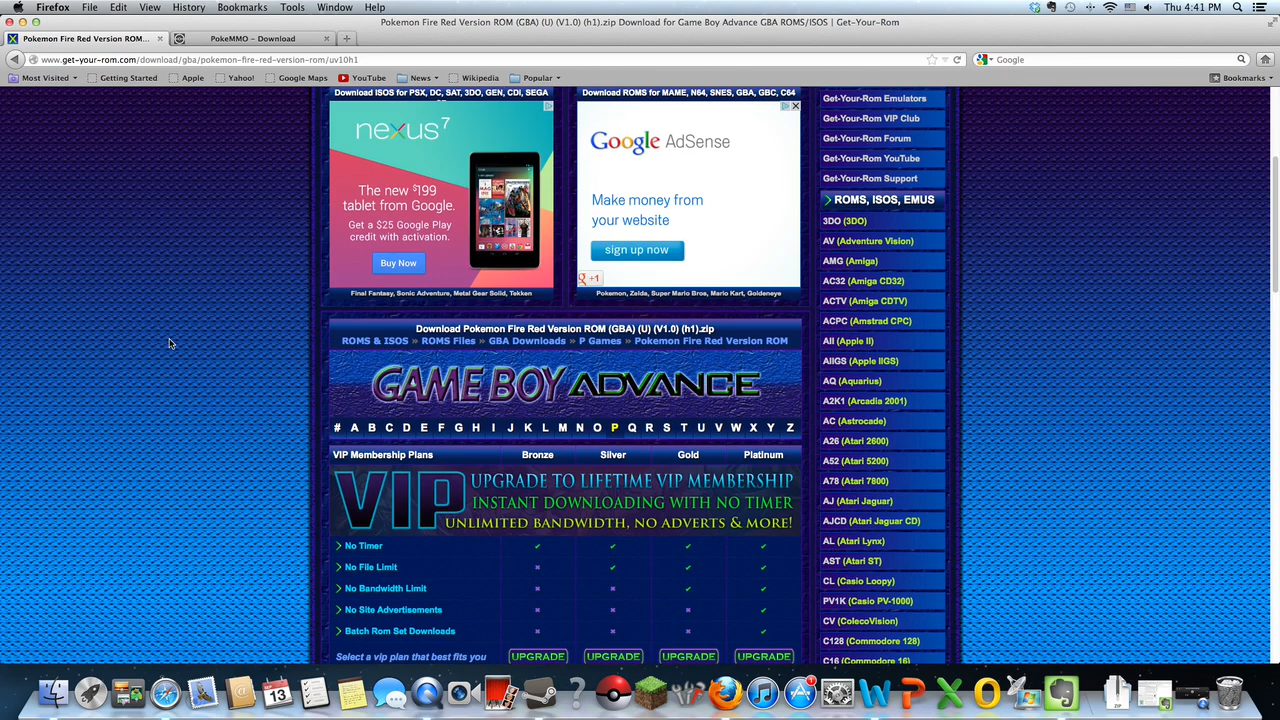 Firefox File Edit View History Bookmarks Tools Window Help
Thu 4:41 PM
Pokemon Fire Red Version ROM (GBA) (U) (V1.0) (h1).zip Download for Game Boy Advance GBA ROMS/ISOS | Get-Your-Rom
Pokemon Fire Red Version ROM...
PokeMMO - Download
www.get-your-rom.com/download/gba/pokemon-fire-red-version-rom/uv10h1
Google
Most Visited Getting Started Apple Yahoo! Google Maps YouTube News Wikipedia Popular Bookmarks
Download ISOS for PSX, DC, SAT, 3DO, GEN, CDI, SEGA
nexus 7
The new $199
tablet from Google.
Get a $25 Google Play
credit with activation.
Buy Now
Final Fantasy, Sonic Adventure, Metal Gear Solid, Tekken
Download ROMS for MAME, N64, SNES, GBA, GBC, C64
Google AdSense
Make money from
your website
sign up now
+1
Pokemon, Zelda, Super Mario Bros, Mario Kart, Goldeneye
Download Pokemon Fire Red Version ROM (GBA) (U) (V1.0) (h1).zip
ROMS & ISOS » ROMS Files » GBA Downloads » P Games » Pokemon Fire Red Version ROM
GAME BOY ADVANCE
# A B C D E F G H I J K L M N O P Q R S T U V W X Y Z
VIP Membership Plans Bronze Silver Gold Platinum
VIP
UPGRADE TO LIFETIME VIP MEMBERSHIP
INSTANT DOWNLOADING WITH NO TIMER
UNLIMITED BANDWIDTH, NO ADVERTS & MORE!
No Timer
No File Limit
No Bandwidth Limit
No Site Advertisements
Batch Rom Set Downloads
Select a vip plan that best fits you UPGRADE UPGRADE UPGRADE UPGRADE
Get-Your-Rom Emulators
Get-Your-Rom VIP Club
Get-Your-Rom Forum
Get-Your-Rom YouTube
Get-Your-Rom Support
ROMS, ISOS, EMUS
3DO (3DO)
AV (Adventure Vision)
AMG (Amiga)
AC32 (Amiga CD32)
ACTV (Amiga CDTV)
ACPC (Amstrad CPC)
AII (Apple II)
AIIGS (Apple IIGS)
AQ (Aquarius)
A2K1 (Arcadia 2001)
AC (Astrocade)
A26 (Atari 2600)
A52 (Atari 5200)
A78 (Atari 7800)
AJ (Atari Jaguar)
AJCD (Atari Jaguar CD)
AL (Atari Lynx)
AST (Atari ST)
CL (Casio Loopy)
PV1K (Casio PV-1000)
CV (ColecoVision)
C128 (Commodore 128)
C16 (Commodore 16)
13
1
ZIP